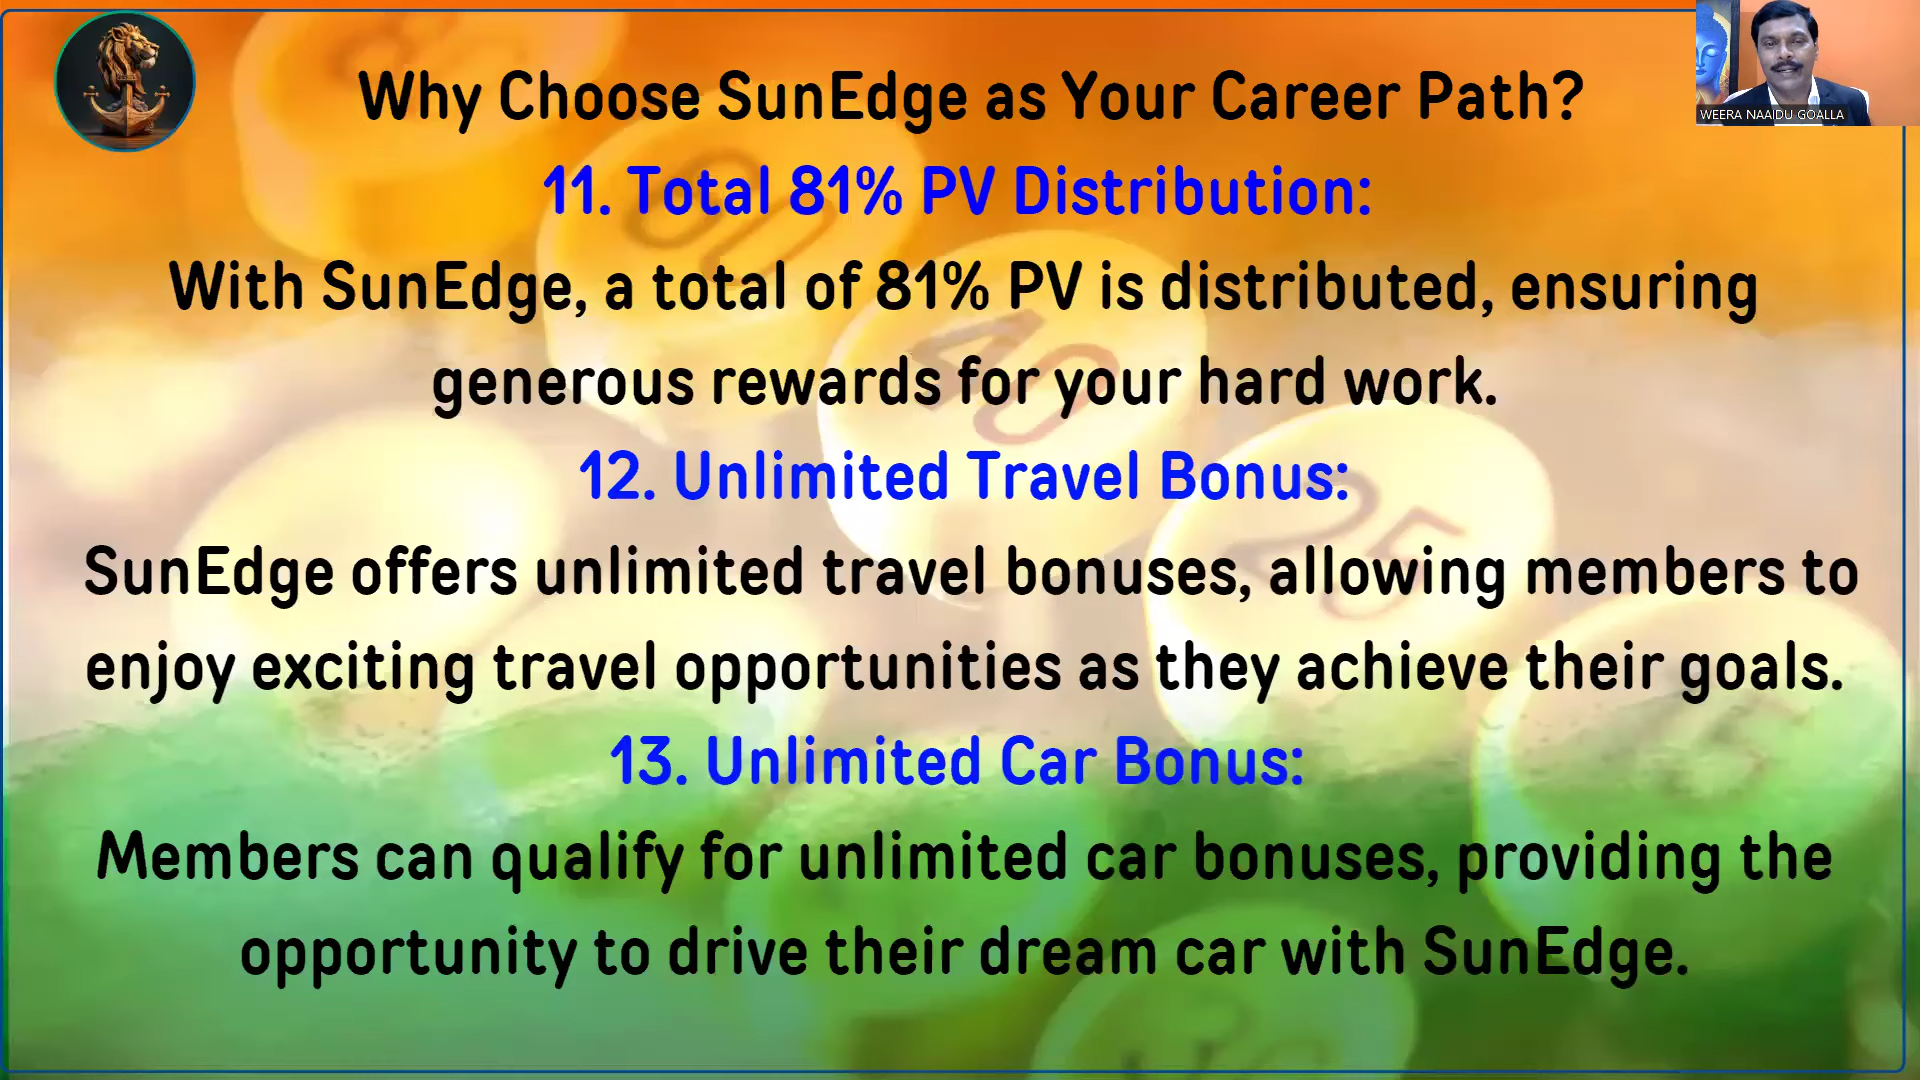 Why Choose SunEdge as Your Career Path?
WEERA NAAIDU GOALLA
11. Total 81% PV Distribution:
With SunEdge, a total of 81% PV is distributed, ensuring
generous rewards for your hard work.
12. Unlimited Travel Bonus:
SunEdge offers unlimited travel bonuses, allowing members to
enjoy exciting travel opportunities as they achieve their goals.
13. Unlimited Car Bonus:
Members can qualify for unlimited car bonuses, providing the
opportunity to drive their dream car with SunEdge.